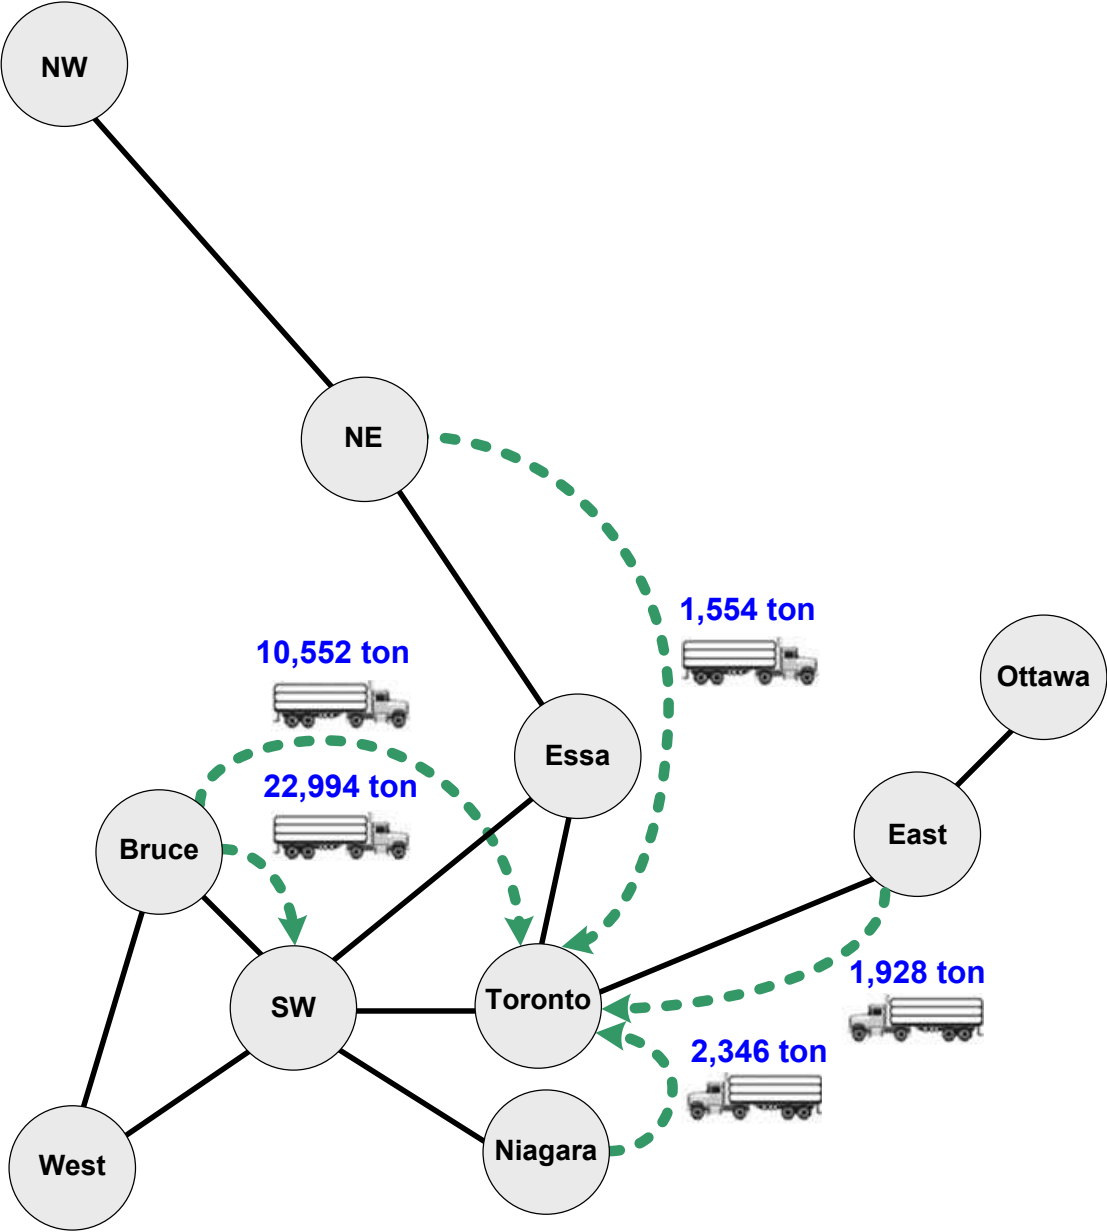 NW
NE
1,554 ton
10,552 ton
Ottawa
Essa
22,994 ton
Bruce
East
1,928 ton
SW
Toronto
2,346 ton
Niagara
West